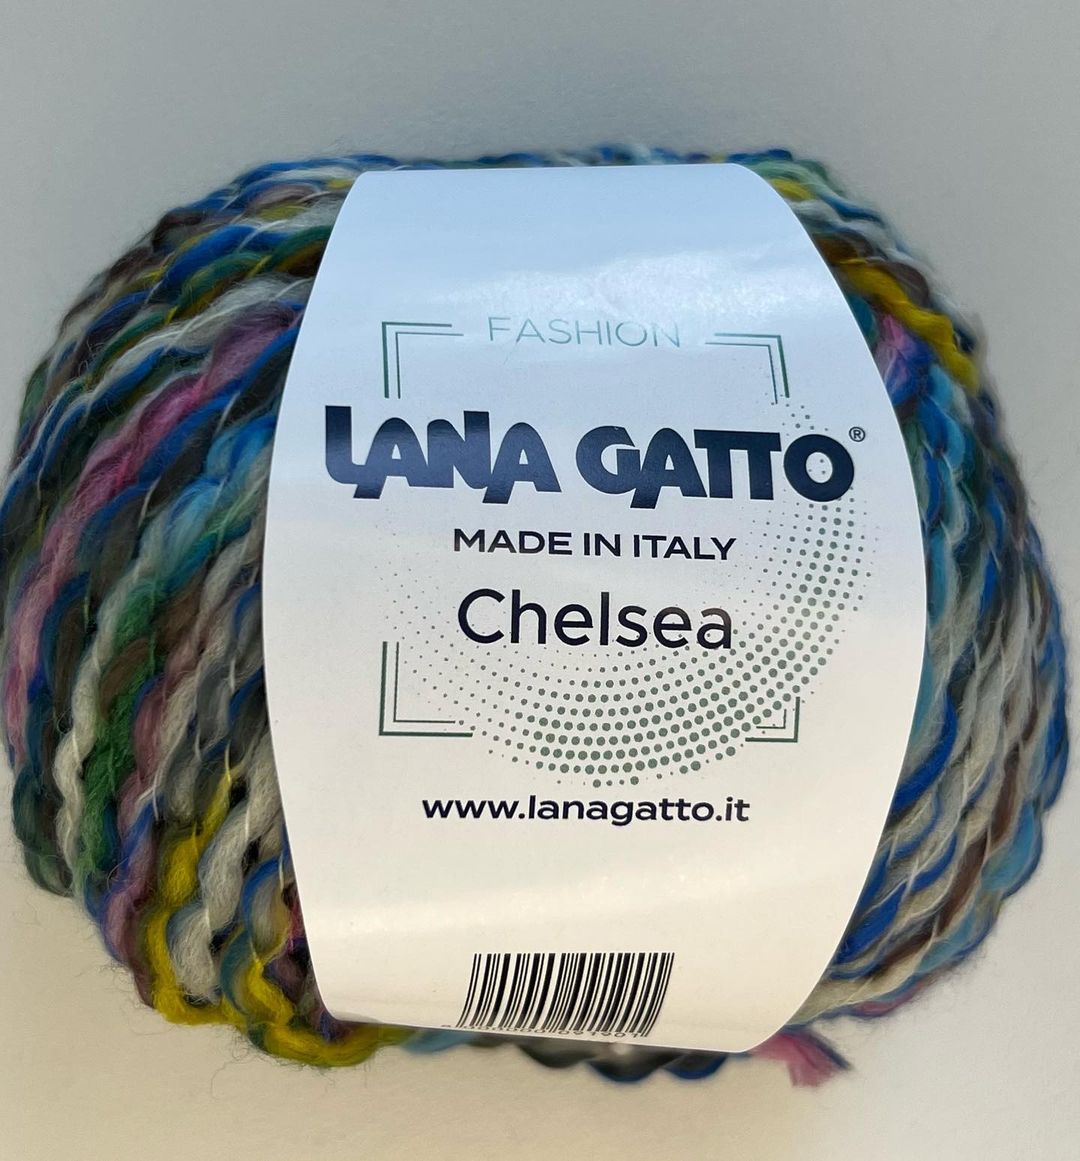 FASHION
LANA GATTO®
MADE IN ITALY
Chelsea
www.lanagatto.it